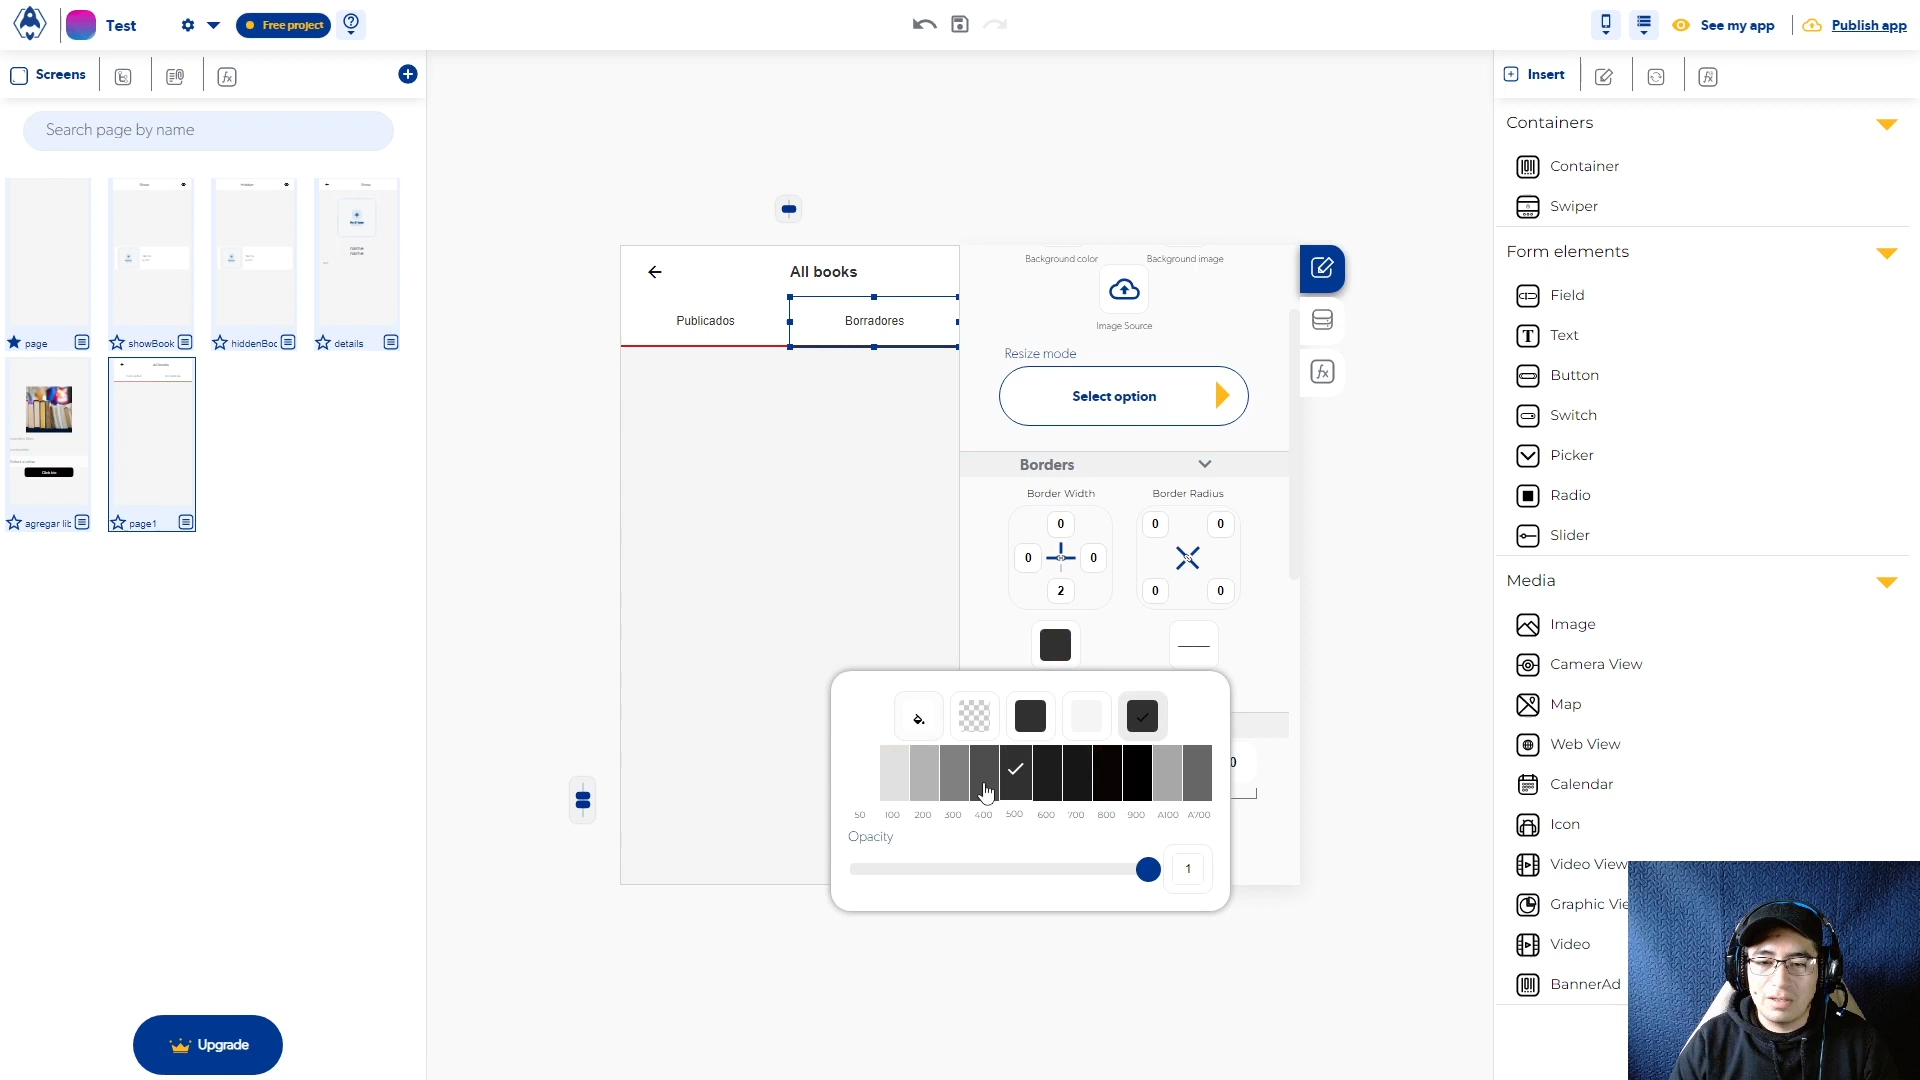 Test
Free project
See my app
Publish app
Screens
Insert
Search page by name
page
showBook
hiddenBoc
details
agregar lit
page1
Upgrade
All books
Publicados
Borradores
Background color
Background image
Image Source
Resize mode
Select option
Borders
Border Width
Border Radius
0
0
0
0
0
2
0
0
0
50 100 200 300 400 500 600 700 800 900 A100 A700
Opacity
1
Containers
Container
Swiper
Form elements
Field
Text
Button
Switch
Picker
Radio
Slider
Media
Image
Camera View
Map
Web View
Calendar
Icon
Video View
Graphic Vie
Video
BannerAd